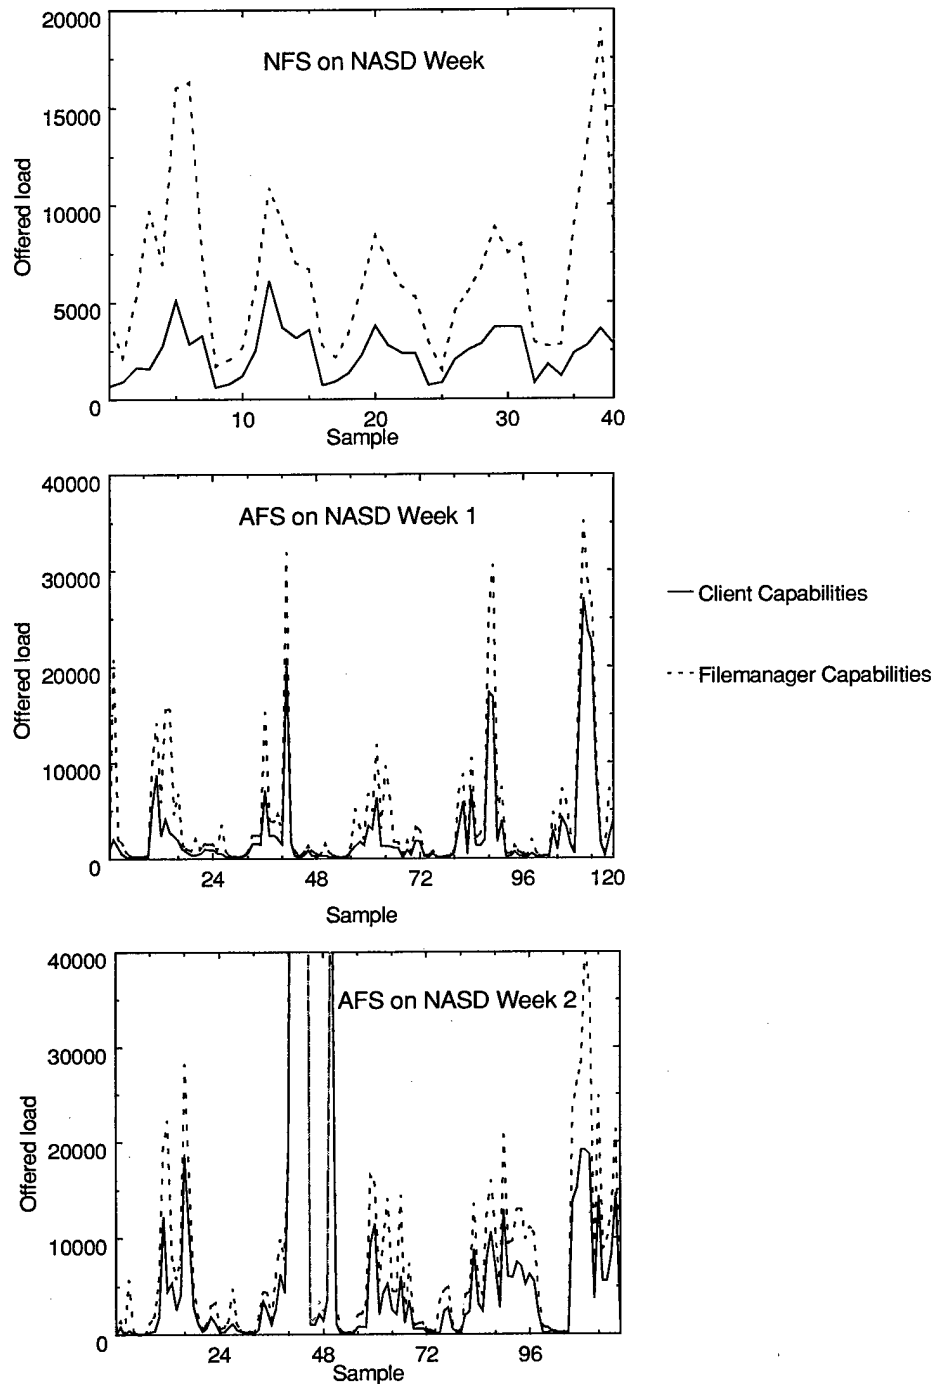 NFS on NASD Week
20000
15000
10000
5000
0
Offered load
10
20
30
40
Sample
AFS on NASD Week 1
40000
30000
20000
10000
0
Offered load
24
48
72
96
120
Sample
Client Capabilities
Filemanager Capabilities
AFS on NASD Week 2
40000
30000
20000
10000
0
Offered load
24
48
72
96
Sample